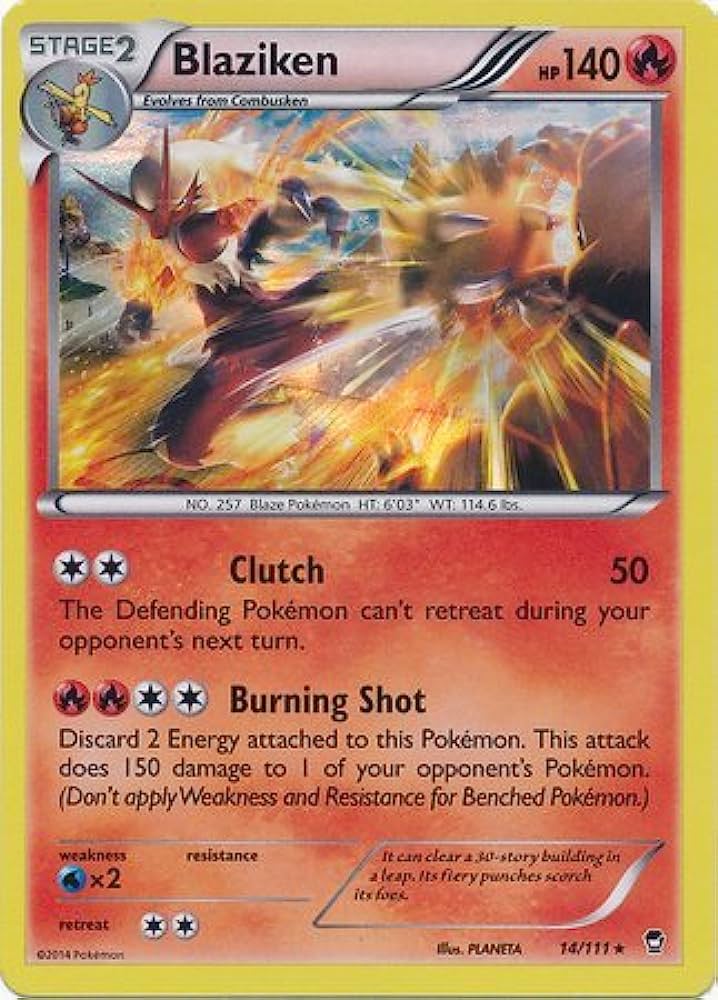 STAGE2
Blaziken
HP 140
Evolves from Combusken
NO. 257 Blaze Pokémon HT: 6'03" WT: 114.6 lbs.
Clutch 50
The Defending Pokémon can't retreat during your
opponent's next turn.
Burning Shot
Discard 2 Energy attached to this Pokémon. This attack
does 150 damage to 1 of your opponent's Pokémon.
(Don't apply Weakness and Resistance for Benched Pokémon.)
weakness resistance
×2
It can clear a 30-story building in
a leap. Its fiery punches scorch
its foes.
retreat
©2014 Pokémon Illus. PLANETA 14/111 ★